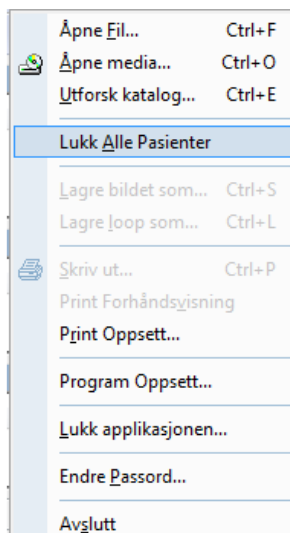 Åpne Fil... Ctrl+F
Åpne media... Ctrl+O
Utforsk katalog... Ctrl+E
Lukk Alle Pasienter
Lagre bildet som... Ctrl+S
Lagre loop som... Ctrl+L
Skriv ut... Ctrl+P
Print Forhåndsvisning
Print Oppsett...
Program Oppsett...
Lukk applikasjonen...
Endre Passord...
Avslutt